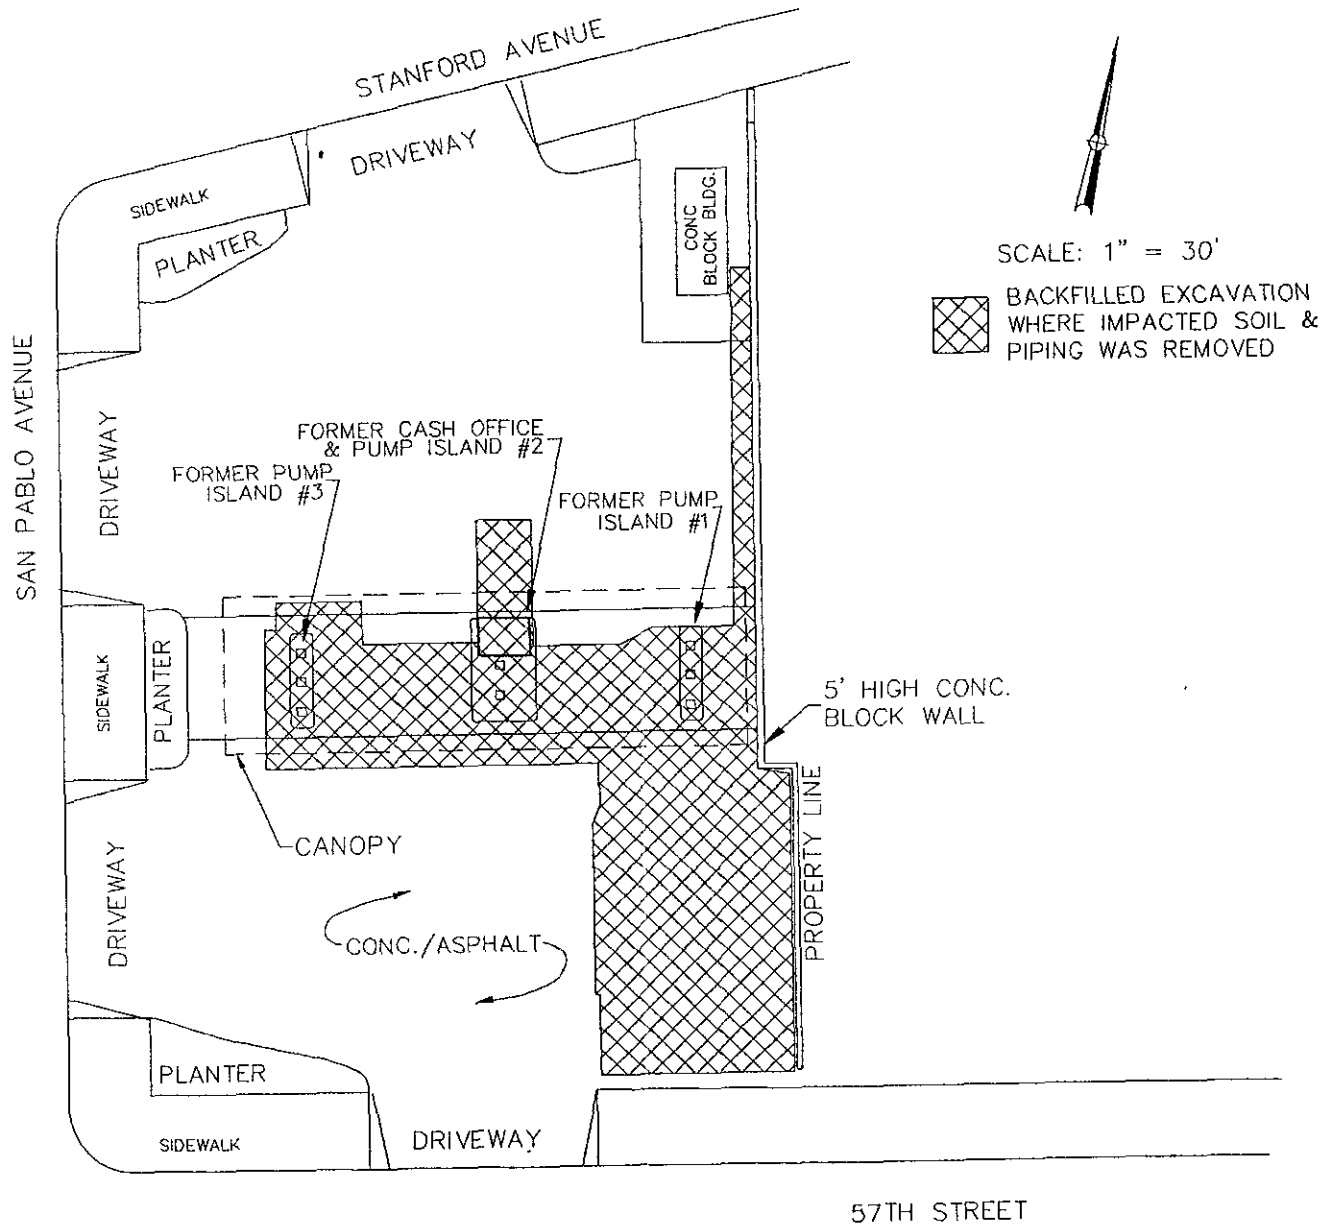 STANFORD AVENUE
DRIVEWAY
SIDEWALK
PLANTER
CONC
BLOCK BLDG.
SCALE: 1" = 30'
BACKFILLED EXCAVATION
WHERE IMPACTED SOIL &
PIPING WAS REMOVED
SAN PABLO AVENUE
DRIVEWAY
FORMER CASH OFFICE
& PUMP ISLAND #2
FORMER PUMP
ISLAND #3
FORMER PUMP
ISLAND #1
SIDEWALK
PLANTER
5' HIGH CONC.
BLOCK WALL
PROPERTY LINE
CANOPY
DRIVEWAY
CONC./ASPHALT
PLANTER
SIDEWALK
DRIVEWAY
57TH STREET